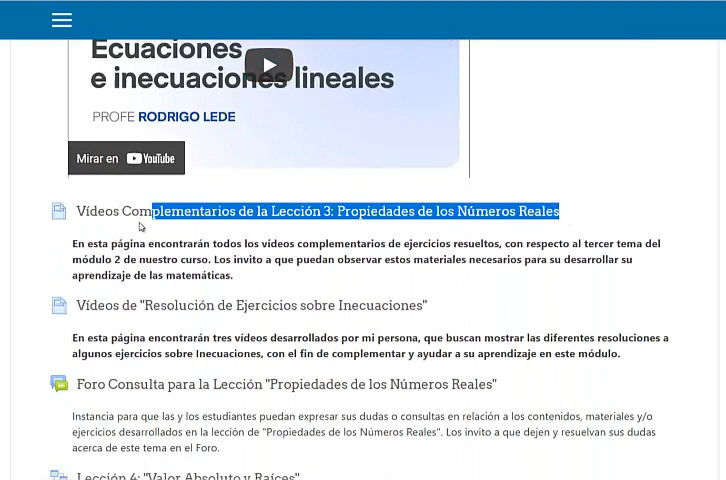 Ecuaciones
e inecuaciones lineales
PROFE RODRIGO LEDE
Mirar en YouTube
Vídeos Complementarios de la Lección 3: Propiedades de los Números Reales
En esta página encontrarán todos los vídeos complementarios de ejercicios resueltos, con respecto al tercer tema del
módulo 2 de nuestro curso. Los invito a que puedan observar estos materiales necesarios para su desarrollar su
aprendizaje de las matemáticas.
Vídeos de "Resolución de Ejercicios sobre Inecuaciones"
En esta página encontrarán tres vídeos desarrollados por mi persona, que buscan mostrar las diferentes resoluciones a
algunos ejercicios sobre Inecuaciones, con el fin de complementar y ayudar a su aprendizaje en este módulo.
Foro Consulta para la Lección "Propiedades de los Números Reales"
Instancia para que las y los estudiantes puedan expresar sus dudas o consultas en relación a los contenidos, materiales y/o
ejercicios desarrollados en la lección de "Propiedades de los Números Reales". Los invito a que dejen y resuelvan sus dudas
acerca de este tema en el Foro.
Lección 4: "Valor Absoluto y Raíces"